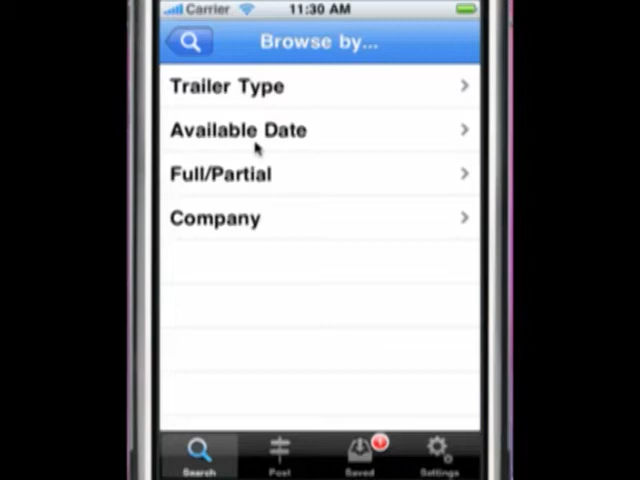 Carrier 11:30 AM
Browse by...
Trailer Type
Available Date
Full/Partial
Company
Search Post Saved Settings